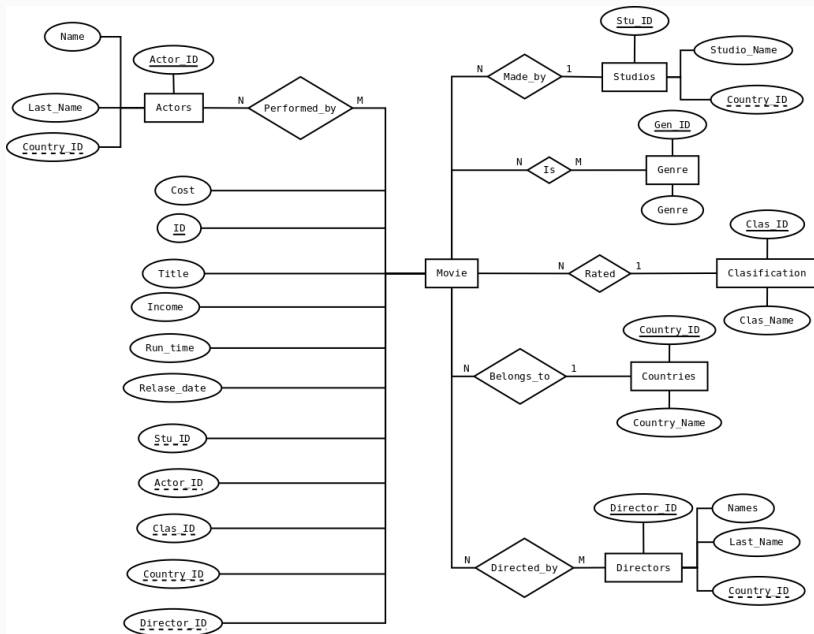 Name
Actor_ID
Last_Name
Actors
Country_ID
N
Performed_by
M
Cost
ID
Title
Income
Run_time
Relase_date
Stu_ID
Actor_ID
Clas_ID
Country_ID
Director_ID
Movie
N
Made_by
1
Stu_ID
Studios
Studio_Name
Country_ID
N
Is
M
Gen_ID
Genre
Genre
N
Rated
1
Clas_ID
Clasification
Clas_Name
N
Belongs_to
1
Country_ID
Countries
Country_Name
N
Directed_by
M
Director_ID
Directors
Names
Last_Name
Country_ID